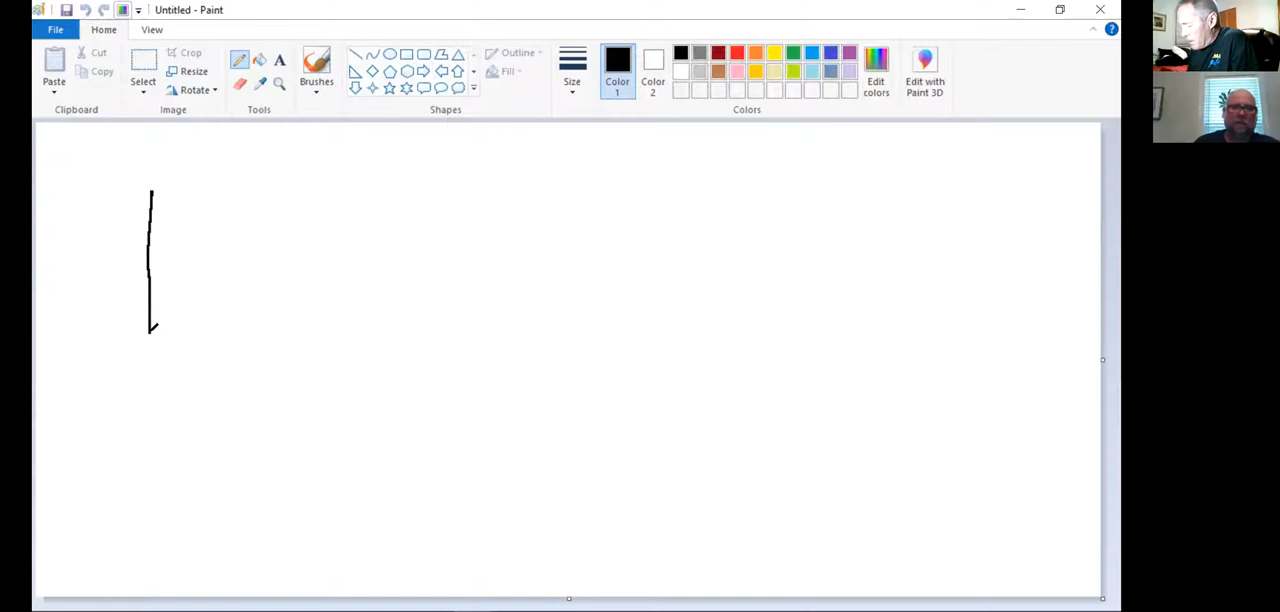 Untitled - Paint
File Home View
Paste
Cut
Copy
Clipboard
Select
Crop
Resize
Rotate
Image
A
Tools
Brushes
Shapes
Outline
Fill
Size
Color 1
Color 2
Colors
Edit colors
Edit with Paint 3D
?